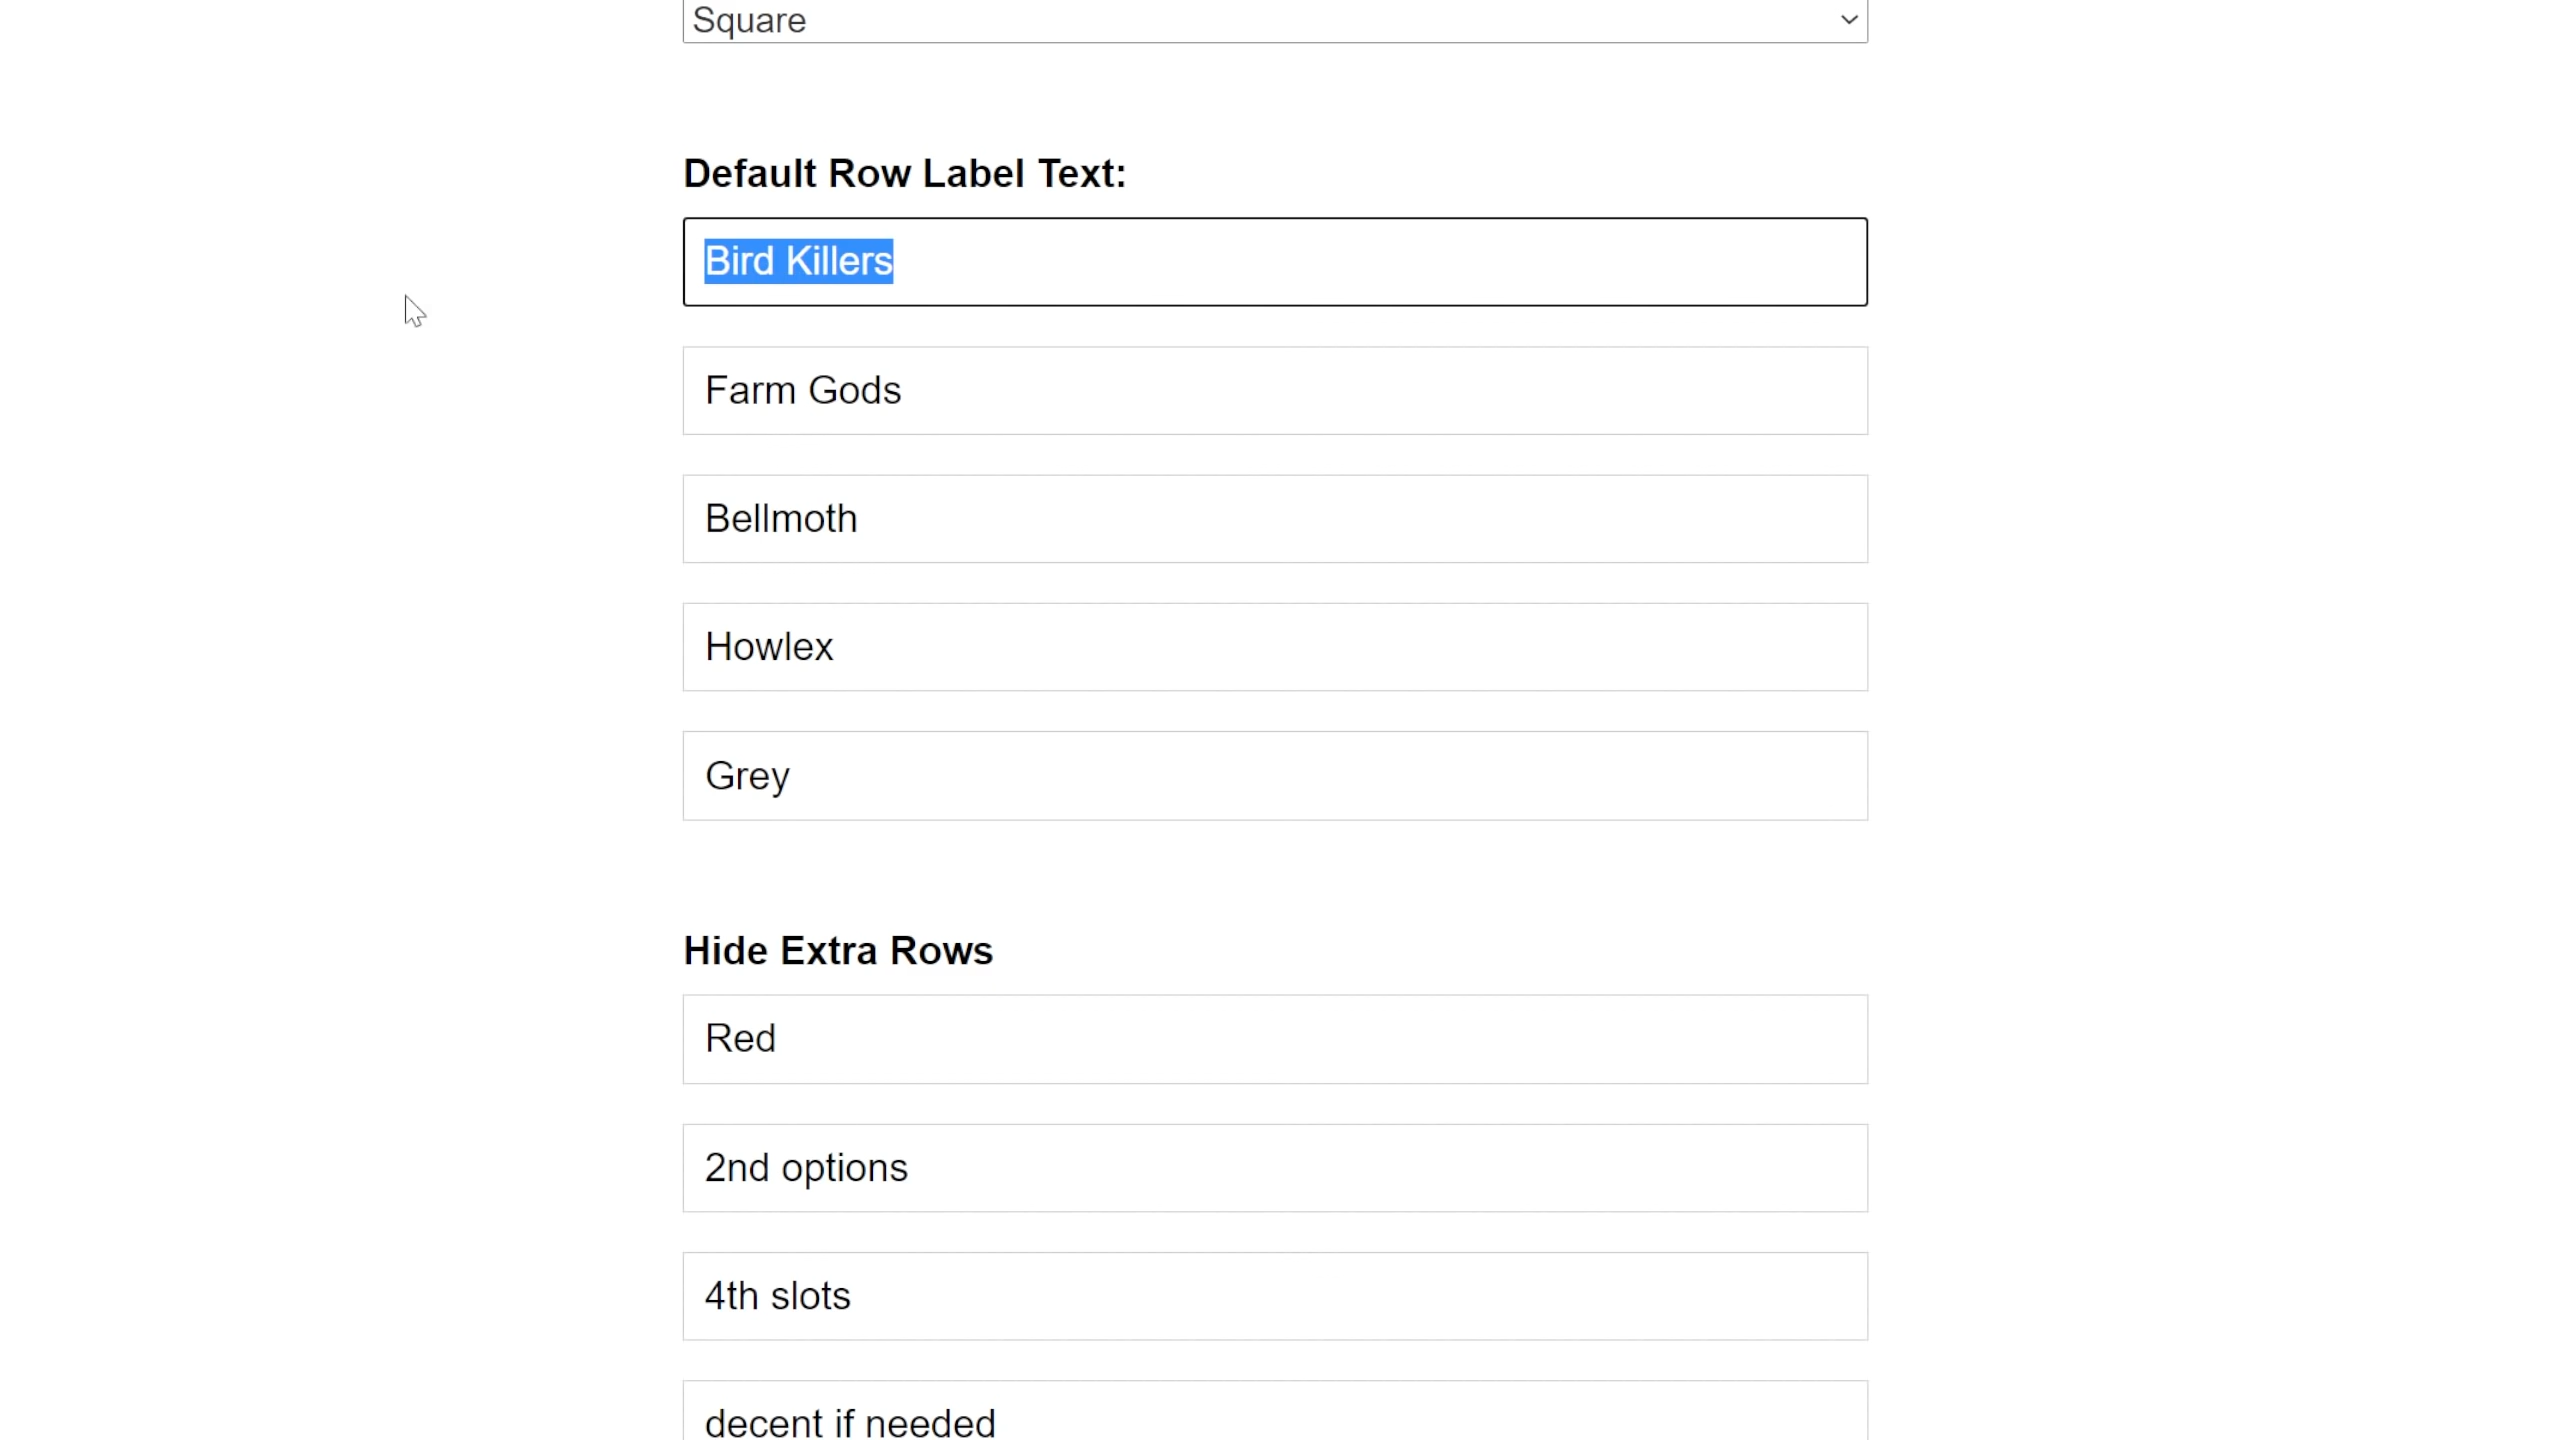 Square
Default Row Label Text:
Bird Killers
Farm Gods
Bellmoth
Howlex
Grey
Hide Extra Rows
Red
2nd options
4th slots
decent if needed